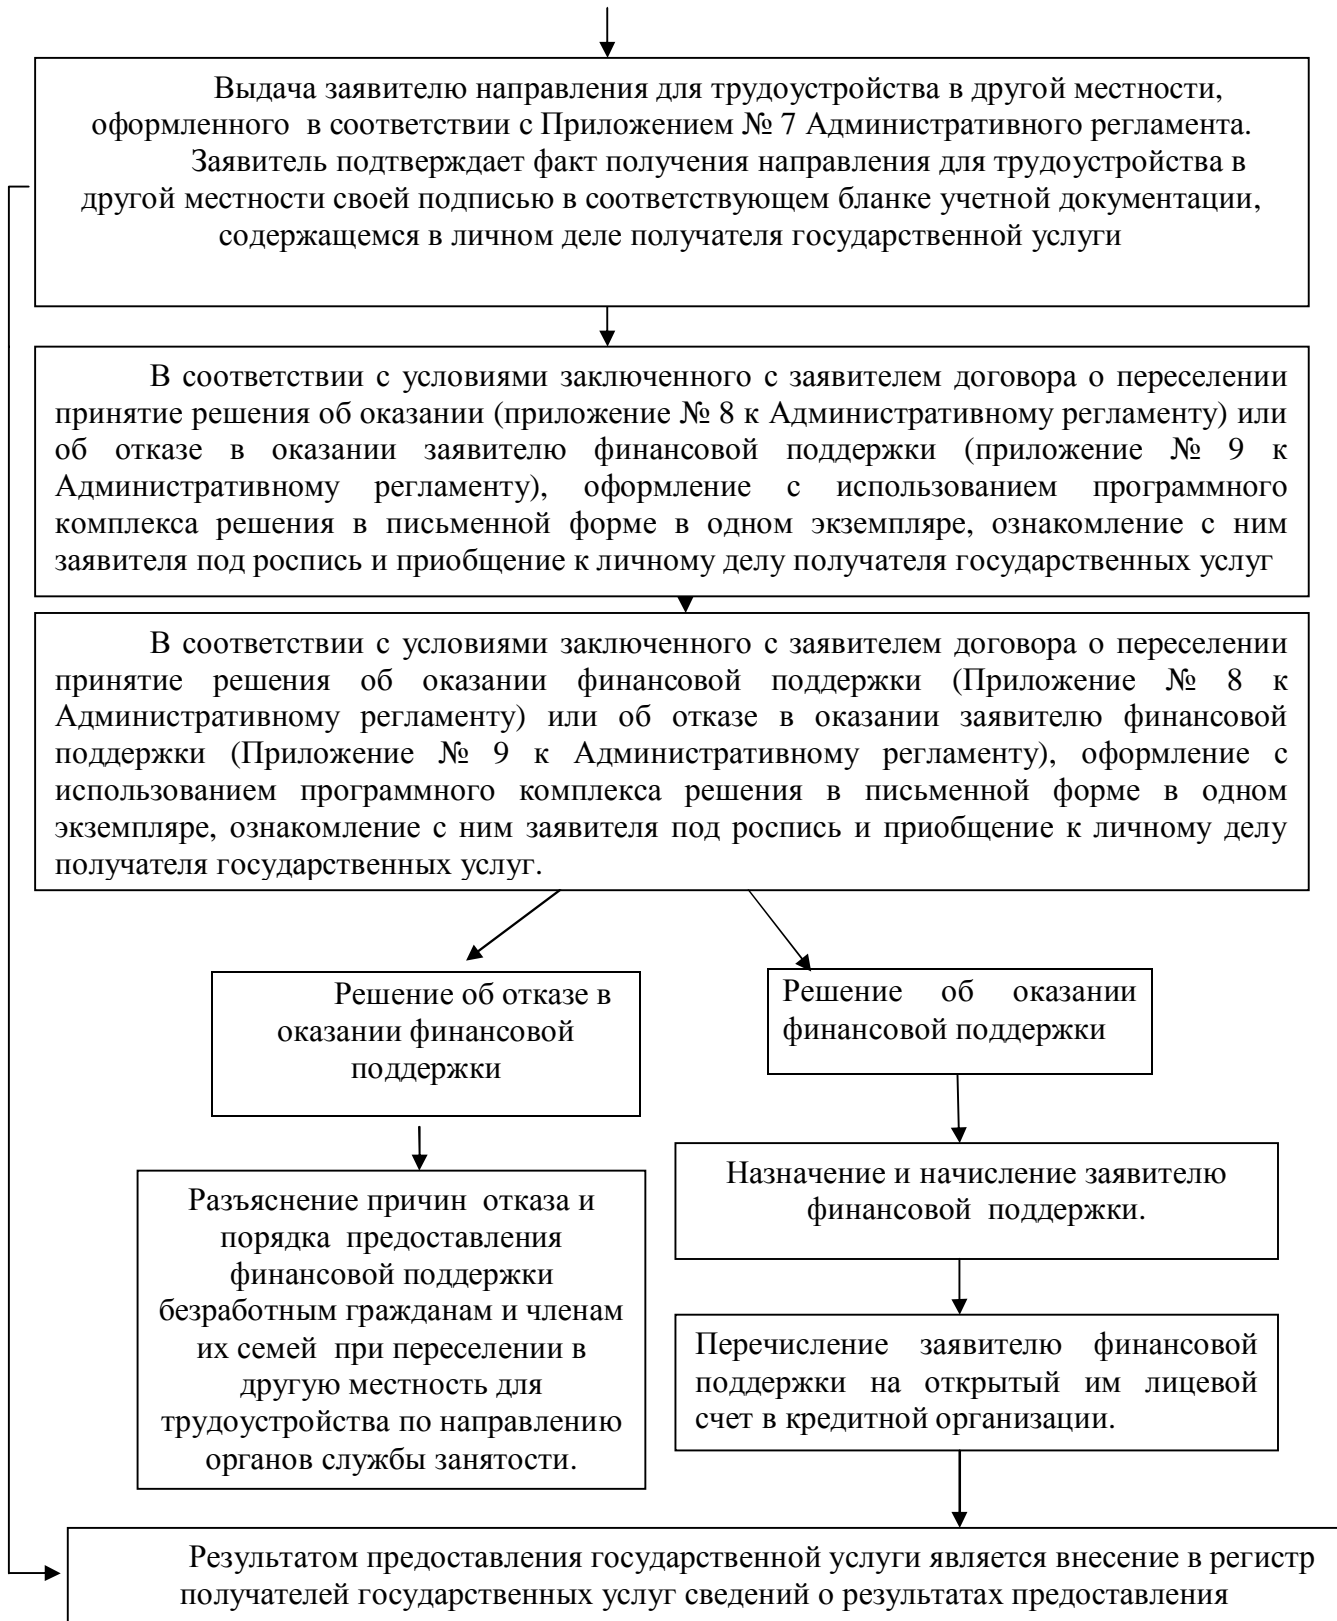 Выдача заявителю направления для трудоустройства в другой местности,
оформленного в соответствии с Приложением № 7 Административного регламента.
Заявитель подтверждает факт получения направления для трудоустройства в
другой местности своей подписью в соответствующем бланке учетной документации,
содержащемся в личном деле получателя государственной услуги
В соответствии с условиями заключенного с заявителем договора о переселении
принятие решения об оказании (приложение № 8 к Административному регламенту) или
об отказе в оказании заявителю финансовой поддержки (приложение № 9 к
Административному регламенту), оформление с использованием программного
комплекса решения в письменной форме в одном экземпляре, ознакомление с ним
заявителя под роспись и приобщение к личному делу получателя государственных услуг
В соответствии с условиями заключенного с заявителем договора о переселении
принятие решения об оказании финансовой поддержки (Приложение № 8 к
Административному регламенту) или об отказе в оказании заявителю финансовой
поддержки (Приложение № 9 к Административному регламенту), оформление с
использованием программного комплекса решения в письменной форме в одном
экземпляре, ознакомление с ним заявителя под роспись и приобщение к личному делу
получателя государственных услуг.
Решение об отказе в
оказании финансовой
поддержки
Решение об оказании
финансовой поддержки
Разъяснение причин отказа и
порядка предоставления
финансовой поддержки
безработным гражданам и членам
их семей при переселении в
другую местность для
трудоустройства по направлению
органов службы занятости.
Назначение и начисление заявителю
финансовой поддержки.
Перечисление заявителю финансовой
поддержки на открытый им лицевой
счет в кредитной организации.
Результатом предоставления государственной услуги является внесение в регистр
получателей государственных услуг сведений о результатах предоставления